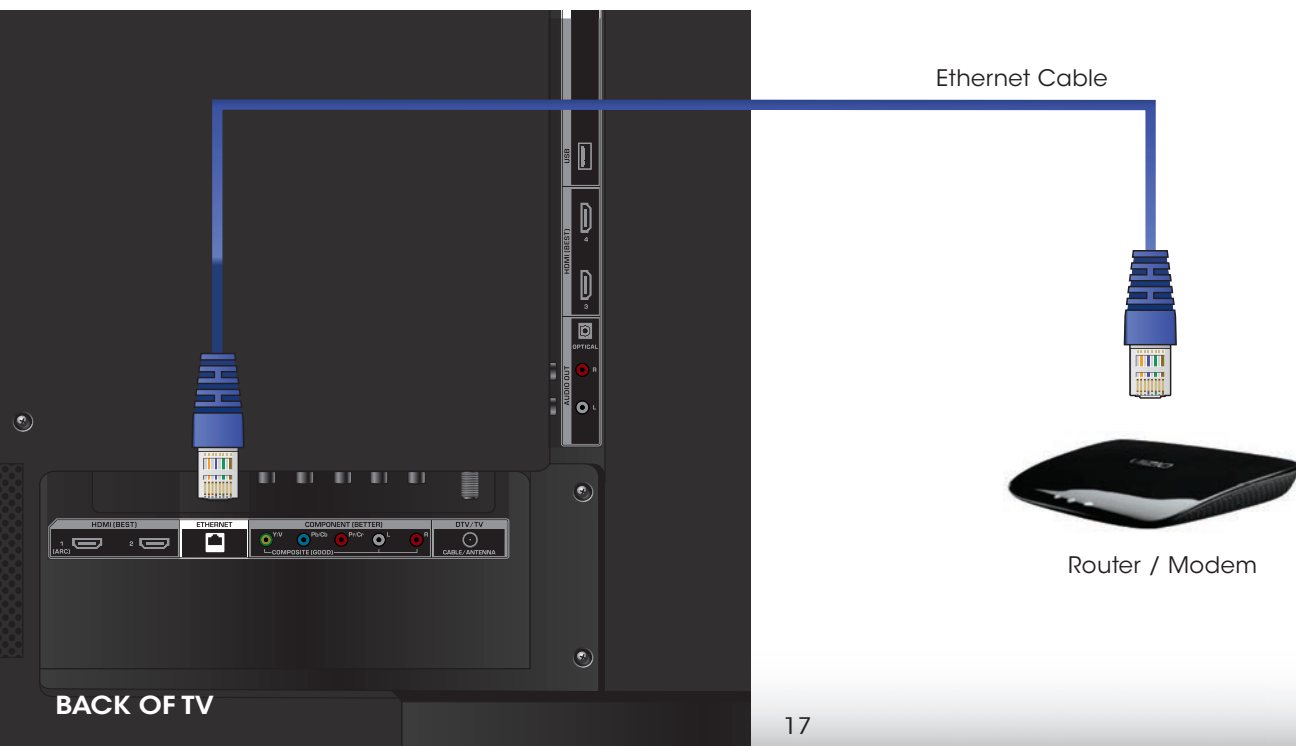 Ethernet Cable
USB
4
HDMI (BEST)
3
OPTICAL
AUDIO OUT
R
L
VIZIO
HDMI (BEST)
1
(ARC)
2
ETHERNET
COMPONENT (BETTER)
Y/V
Pb/Cb
Pr/Cr
L
R
COMPOSITE (GOOD)
DTV/TV
CABLE/ANTENNA
Router / Modem
BACK OF TV
17